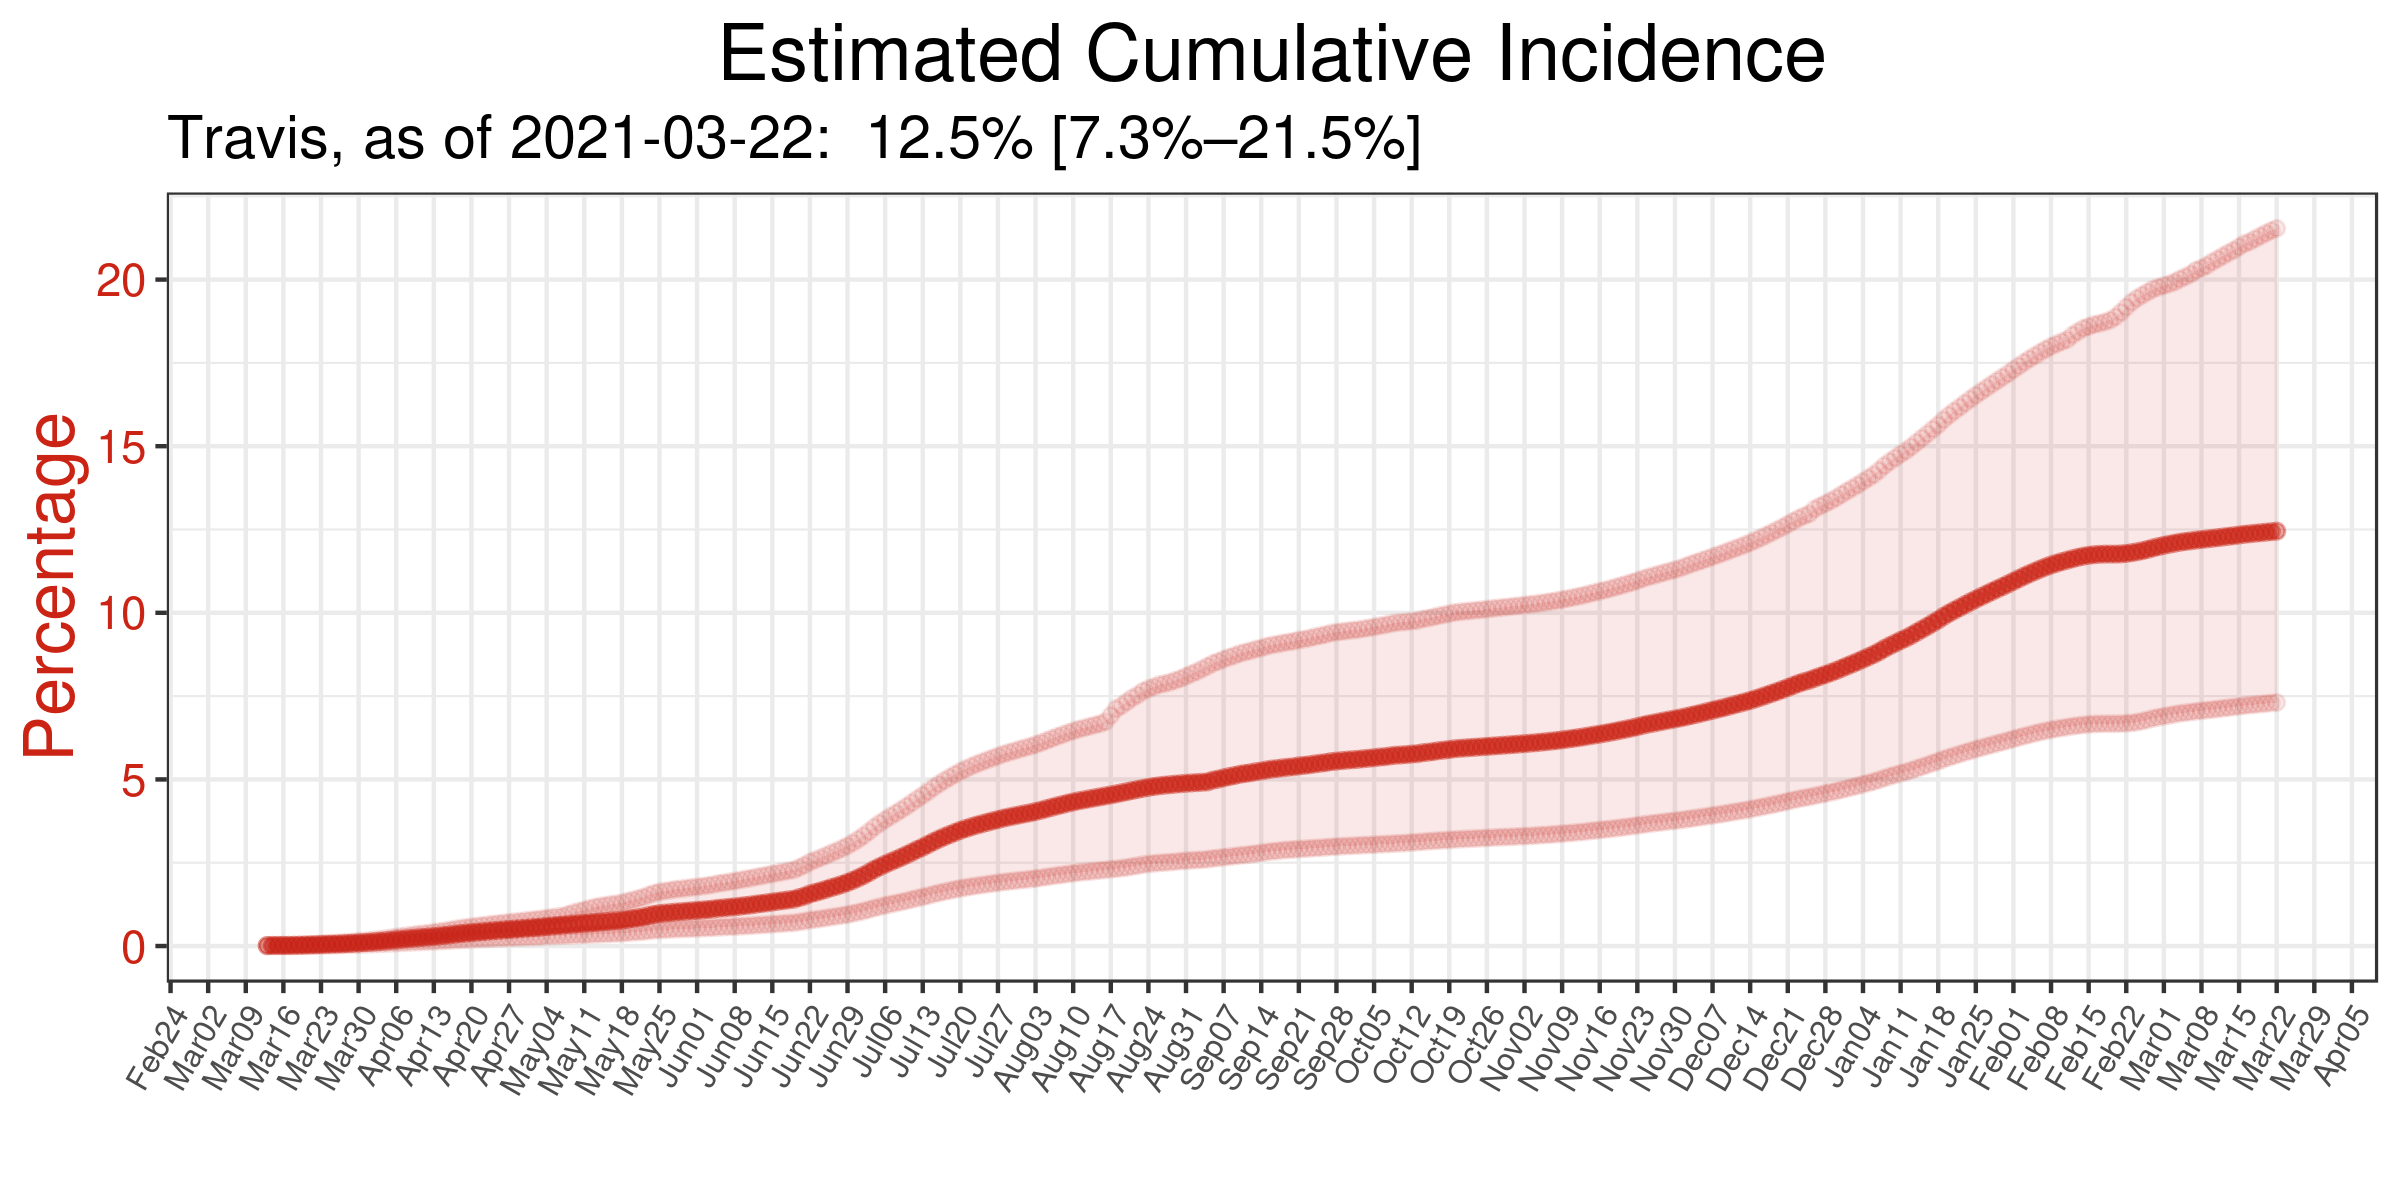 Estimated Cumulative Incidence
Travis, as of 2021-03-22:  12.5% [7.3%–21.5%]
Percentage
20
15
10
5
0
Feb24 Mar02 Mar09 Mar16 Mar23 Mar30 Apr06 Apr13 Apr20 Apr27 May04 May11 May18 May25 Jun01 Jun08 Jun15 Jun22 Jun29 Jul06 Jul13 Jul20 Jul27 Aug03 Aug10 Aug17 Aug24 Aug31 Sep07 Sep14 Sep21 Sep28 Oct05 Oct12 Oct19 Oct26 Nov02 Nov09 Nov16 Nov23 Nov30 Dec07 Dec14 Dec21 Dec28 Jan04 Jan11 Jan18 Jan25 Feb01 Feb08 Feb15 Feb22 Mar01 Mar08 Mar15 Mar22 Mar29 Apr05